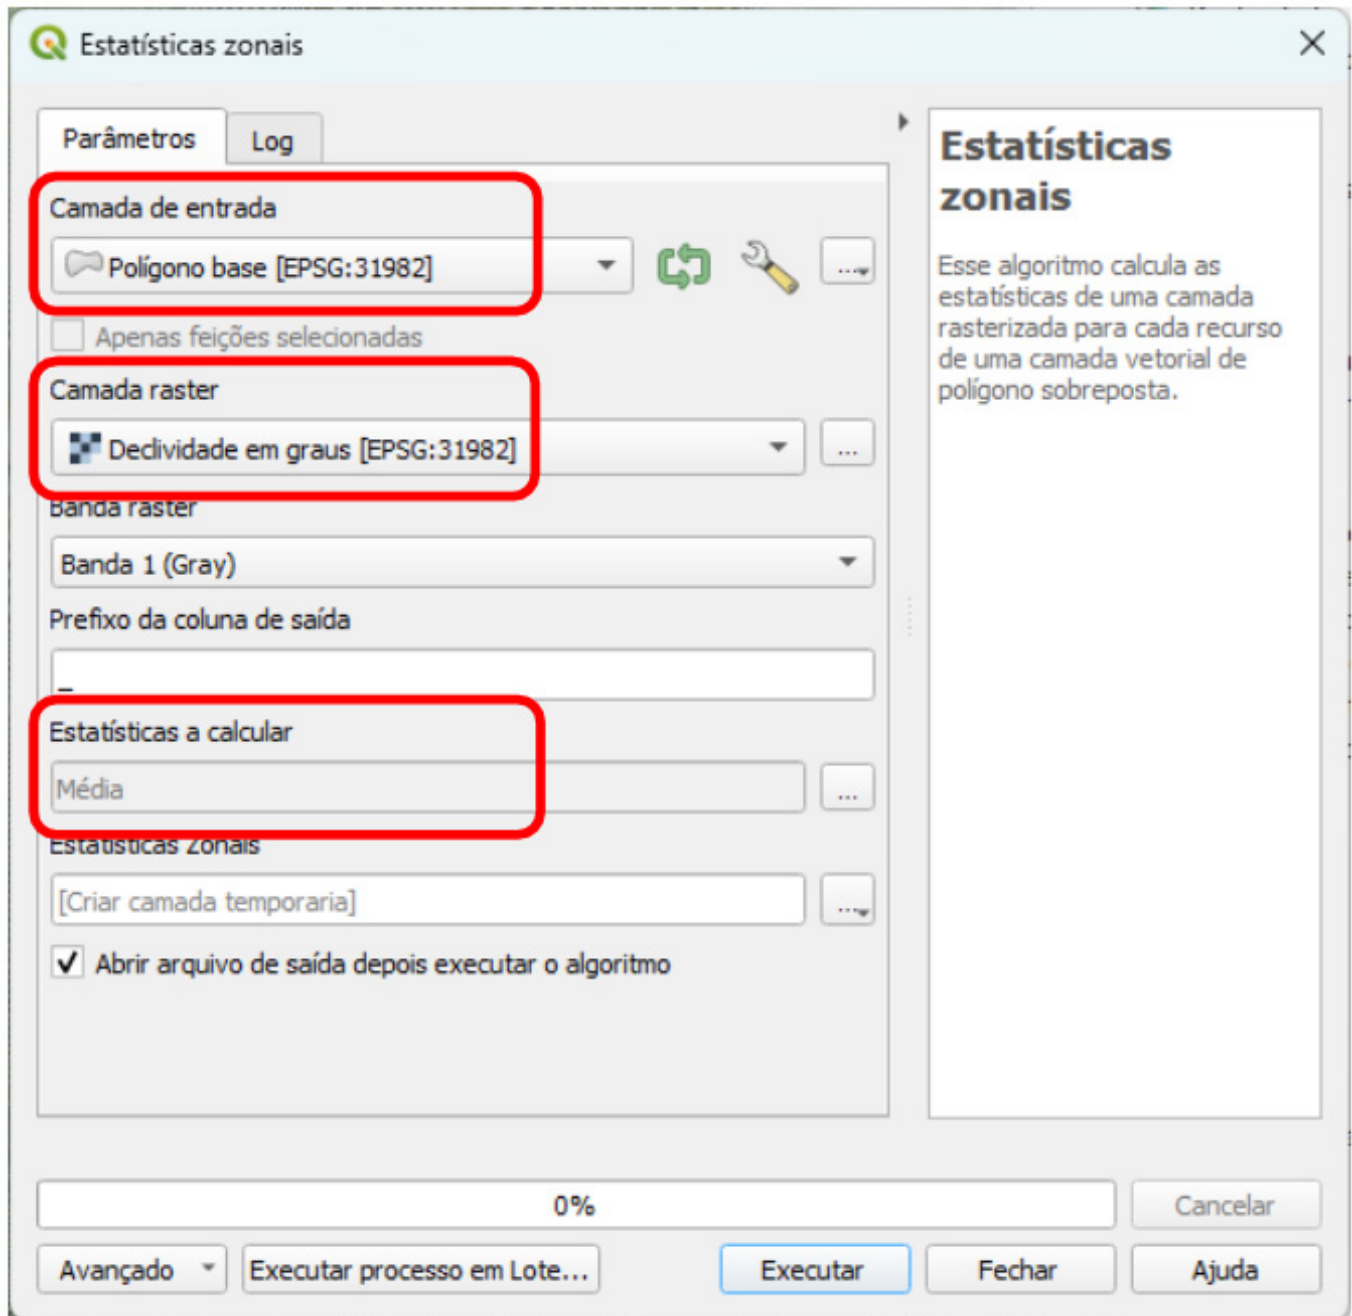 Estatísticas zonais
Parâmetros
Log
Camada de entrada
Polígono base [EPSG:31982]
...
Apenas feições selecionadas
Camada raster
Declividade em graus [EPSG:31982]
...
Banda raster
Banda 1 (Gray)
Prefixo da coluna de saída
_
Estatísticas a calcular
Média
...
Estatísticas Zonais
[Criar camada temporaria]
...
Abrir arquivo de saída depois executar o algoritmo
Estatísticas
zonais
Esse algoritmo calcula as
estatísticas de uma camada
rasterizada para cada recurso
de uma camada vetorial de
polígono sobreposta.
0%
Cancelar
Avançado
Executar processo em Lote...
Executar
Fechar
Ajuda